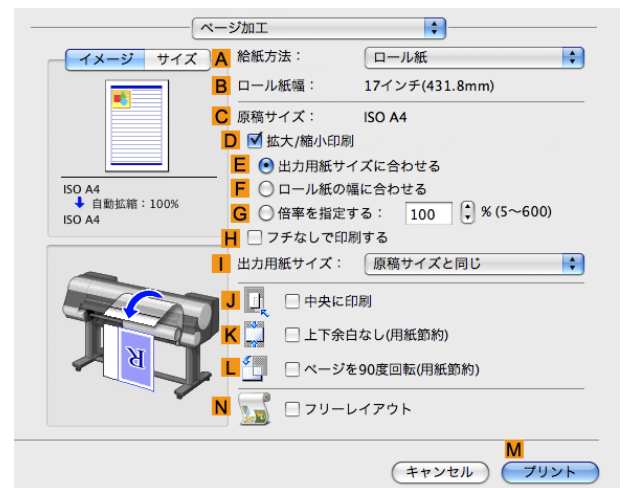 ページ加工
イメージ サイズ
A 給紙方法： ロール紙
B ロール紙幅： 17インチ(431.8mm)
C 原稿サイズ： ISO A4
D 拡大/縮小印刷
E 出力用紙サイズに合わせる
F ロール紙の幅に合わせる
G 倍率を指定する： 100 % (5～600)
H フチなしで印刷する
I 出力用紙サイズ： 原稿サイズと同じ
ISO A4
自動拡縮：100%
ISO A4
R
J 中央に印刷
K 上下余白なし(用紙節約)
L ページを90度回転(用紙節約)
N フリーレイアウト
M
キャンセル プリント